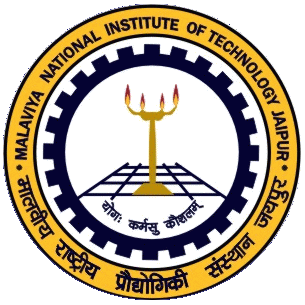 • MALAVIYA NATIONAL INSTITUTE OF TECHNOLOGY JAIPUR •
योगः कर्मसु कौशलम्
मालवीय राष्ट्रीय प्रौद्योगिकी संस्थान जयपुर